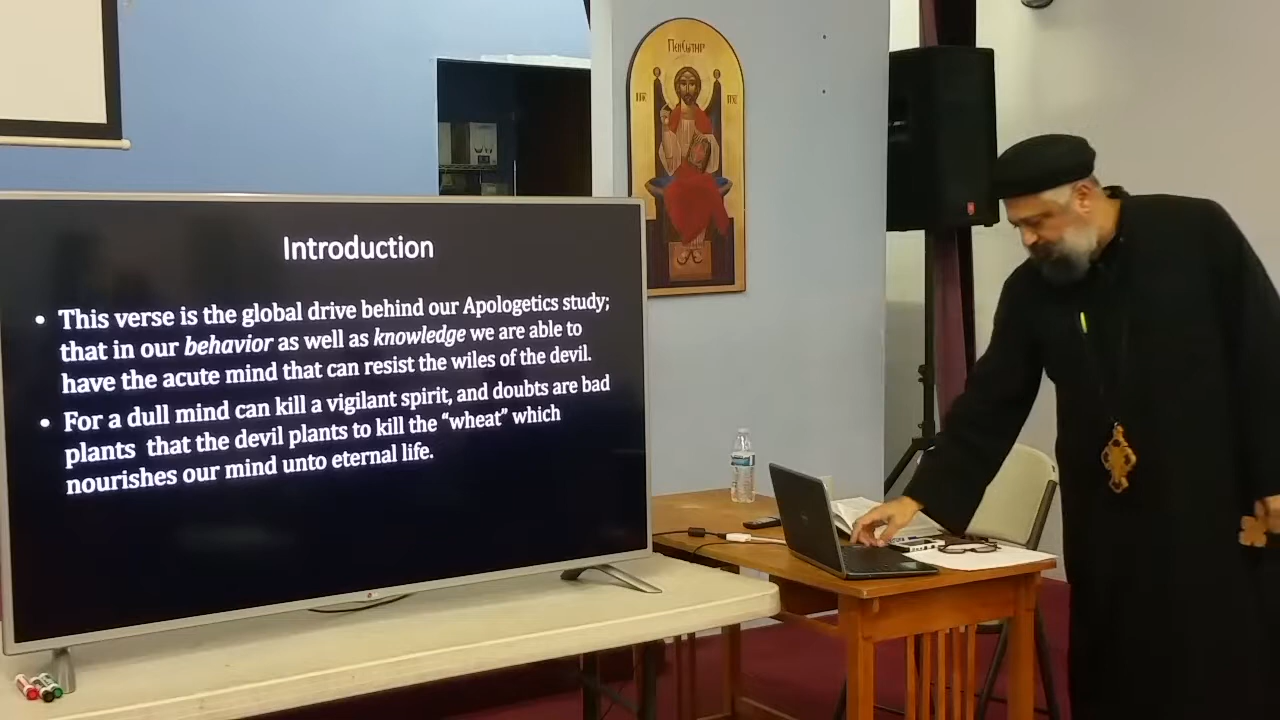 ΠενϹωτηρ
Introduction
• This verse is the global drive behind our Apologetics study;
that in our behavior as well as knowledge we are able to
have the acute mind that can resist the wiles of the devil.
• For a dull mind can kill a vigilant spirit, and doubts are bad
plants that the devil plants to kill the “wheat” which
nourishes our mind unto eternal life.